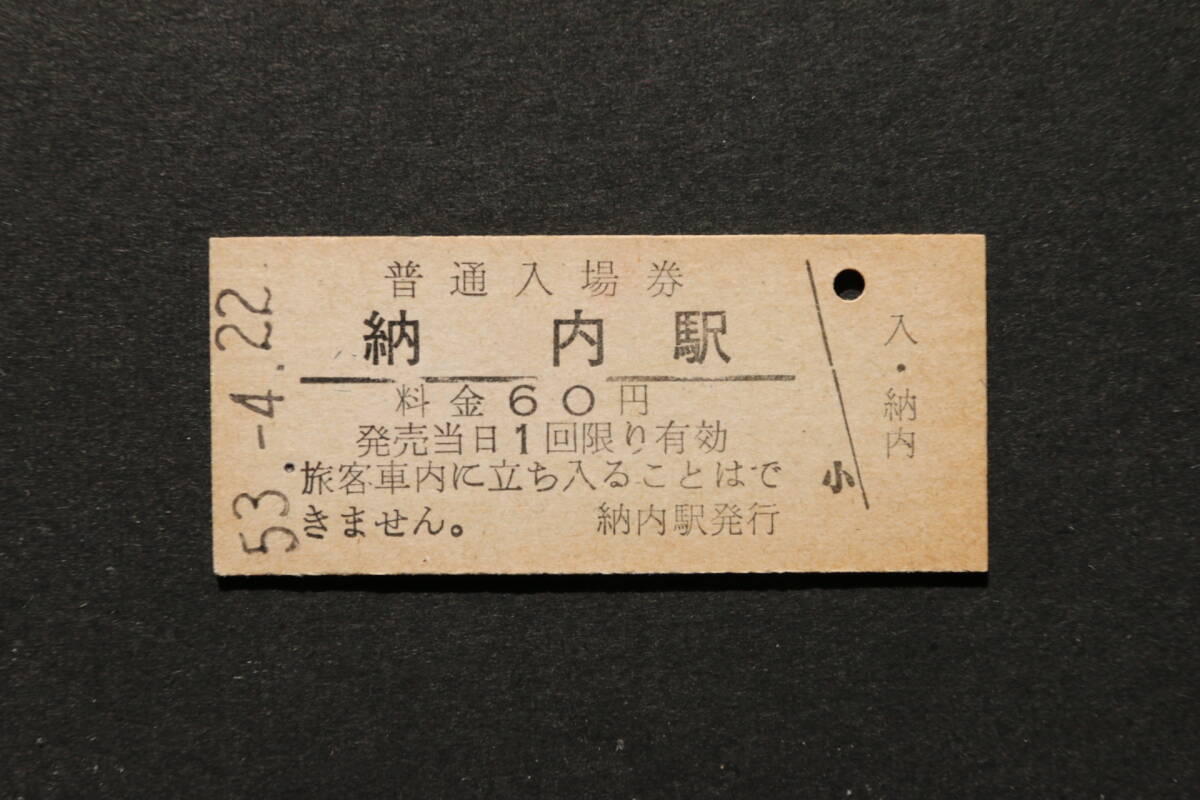 53.-4.22
普通入場券
納内駅
料金60円
発売当日1回限り有効
旅客車内に立ち入ることはで
きません。 納内駅発行
小
入・納内